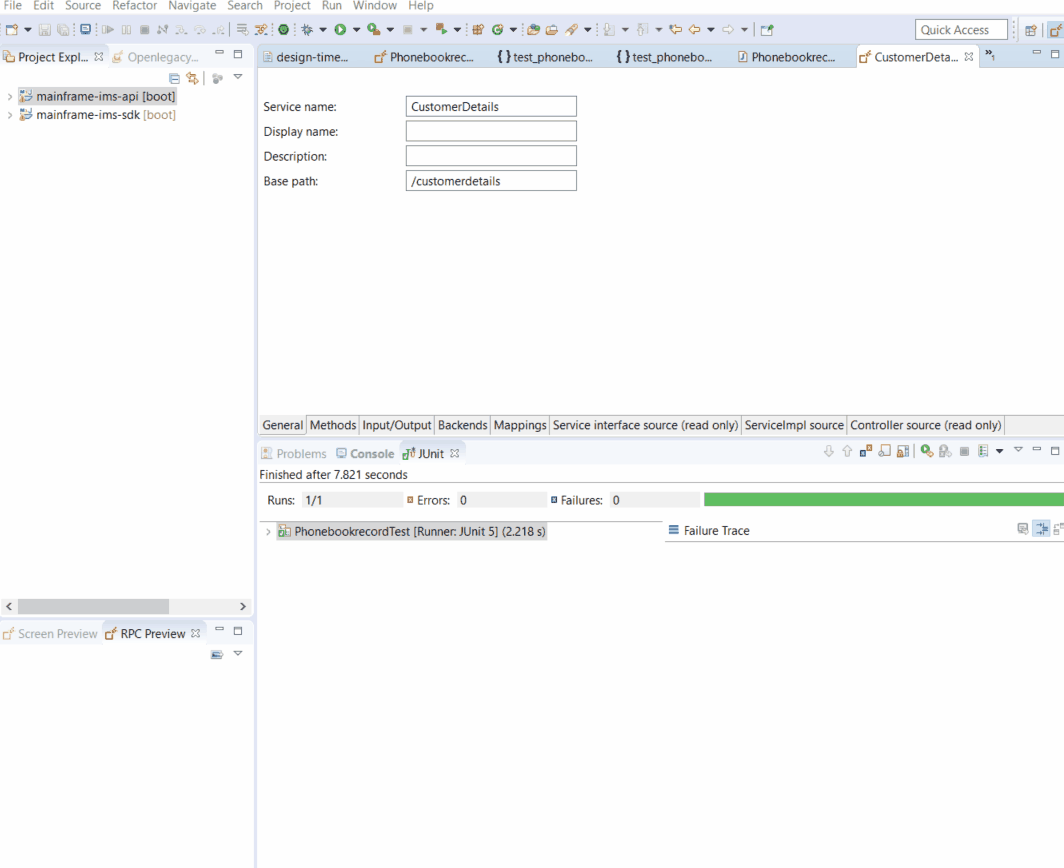 File Edit Source Refactor Navigate Search Project Run Window Help
Quick Access
Project Expl... Openlegacy...
design-time... Phonebookrec... test_phonebo... test_phonebo... Phonebookrec... CustomerDeta... »1
mainframe-ims-api [boot]
mainframe-ims-sdk [boot]
Service name: CustomerDetails
Display name:
Description:
Base path: /customerdetails
General Methods Input/Output Backends Mappings Service interface source (read only) ServiceImpl source Controller source (read only)
Problems Console JUnit
Finished after 7.821 seconds
Runs: 1/1 Errors: 0 Failures: 0
PhonebookrecordTest [Runner: JUnit 5] (2.218 s)
Failure Trace
Screen Preview RPC Preview